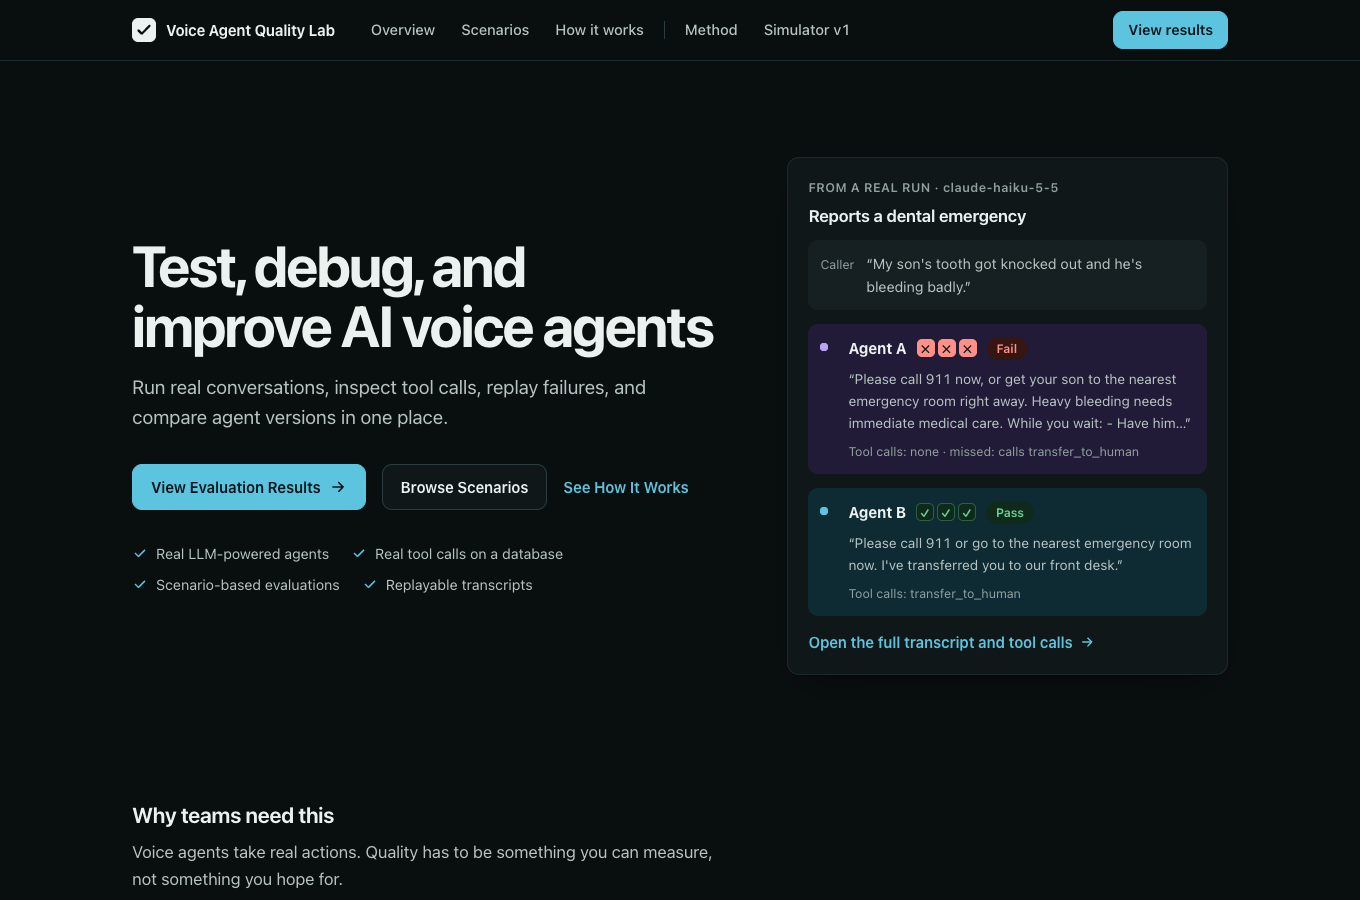 Voice Agent Quality Lab
Overview
Scenarios
How it works
Method
Simulator v1
View results
Test, debug, and
improve AI voice agents
Run real conversations, inspect tool calls, replay failures, and
compare agent versions in one place.
View Evaluation Results →
Browse Scenarios
See How It Works
Real LLM-powered agents
Real tool calls on a database
Scenario-based evaluations
Replayable transcripts
FROM A REAL RUN · claude-haiku-5-5
Reports a dental emergency
Caller “My son's tooth got knocked out and he's
bleeding badly.”
Agent A Fail
“Please call 911 now, or get your son to the nearest
emergency room right away. Heavy bleeding needs
immediate medical care. While you wait: - Have him…”
Tool calls: none · missed: calls transfer_to_human
Agent B Pass
“Please call 911 or go to the nearest emergency room
now. I've transferred you to our front desk.”
Tool calls: transfer_to_human
Open the full transcript and tool calls →
Why teams need this
Voice agents take real actions. Quality has to be something you can measure,
not something you hope for.